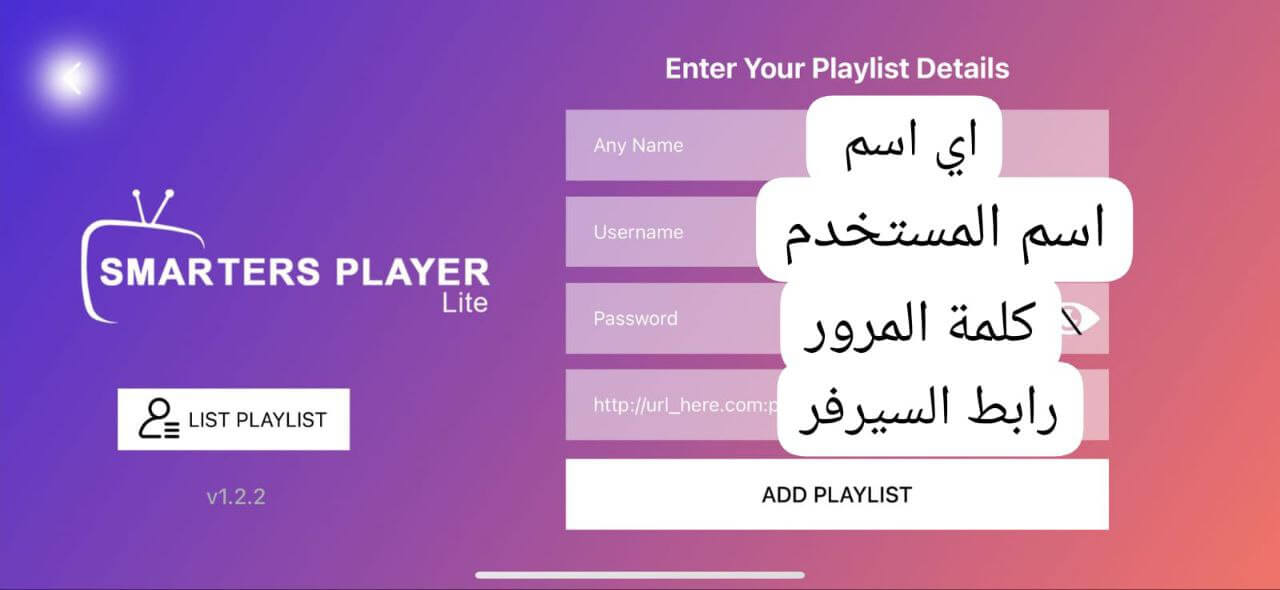 Enter Your Playlist Details
Any Name
اي اسم
Username
اسم المستخدم
Password
كلمة المرور
http://url_here.com:p
رابط السيرفر
ADD PLAYLIST
SMARTERS PLAYER
Lite
LIST PLAYLIST
v1.2.2